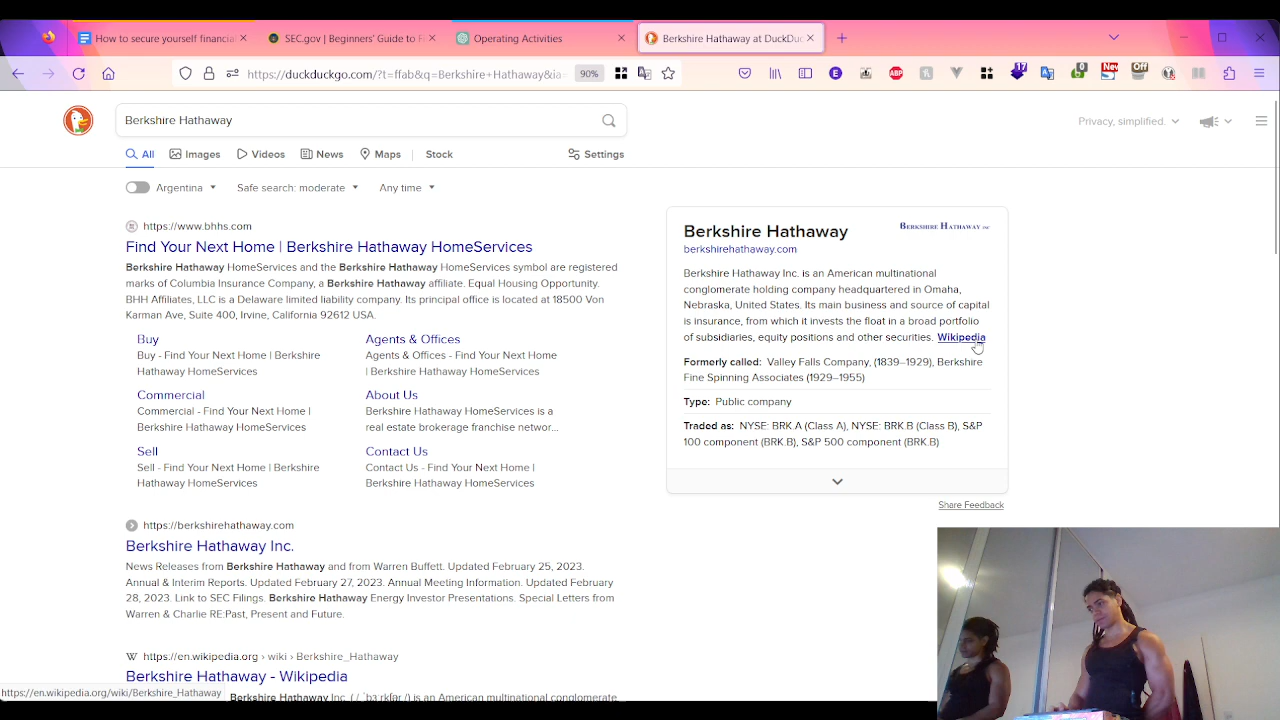 How to secure yourself financial
SEC.gov | Beginners' Guide to F
Operating Activities
Berkshire Hathaway at DuckDuc
https://duckduckgo.com/?t=ffab&q=Berkshire+Hathaway&ia=
90%
17
0
New
Off
Berkshire Hathaway
Privacy, simplified.
All
Images
Videos
News
Maps
Stock
Settings
Argentina
Safe search: moderate
Any time
https://www.bhhs.com
Find Your Next Home | Berkshire Hathaway HomeServices
Berkshire Hathaway HomeServices and the Berkshire Hathaway HomeServices symbol are registered
marks of Columbia Insurance Company, a Berkshire Hathaway affiliate. Equal Housing Opportunity.
BHH Affiliates, LLC is a Delaware limited liability company. Its principal office is located at 18500 Von
Karman Ave, Suite 400, Irvine, California 92612 USA.
Buy
Buy - Find Your Next Home | Berkshire
Hathaway HomeServices
Agents & Offices
Agents & Offices - Find Your Next Home
| Berkshire Hathaway HomeServices
Commercial
Commercial - Find Your Next Home |
Berkshire Hathaway HomeServices
About Us
Berkshire Hathaway HomeServices is a
real estate brokerage franchise networ...
Sell
Sell - Find Your Next Home | Berkshire
Hathaway HomeServices
Contact Us
Contact Us - Find Your Next Home |
Berkshire Hathaway HomeServices
https://berkshirehathaway.com
Berkshire Hathaway Inc.
News Releases from Berkshire Hathaway and from Warren Buffett. Updated February 25, 2023.
Annual & Interim Reports. Updated February 27, 2023. Annual Meeting Information. Updated February
28, 2023. Link to SEC Filings. Berkshire Hathaway Energy Investor Presentations. Special Letters from
Warren & Charlie RE:Past, Present and Future.
https://en.wikipedia.org › wiki › Berkshire_Hathaway
Berkshire Hathaway - Wikipedia
https://en.wikipedia.org/wiki/Berkshire_Hathaway
Berkshire Hathaway
BERKSHIRE HATHAWAY INC
berkshirehathaway.com
Berkshire Hathaway Inc. is an American multinational
conglomerate holding company headquartered in Omaha,
Nebraska, United States. Its main business and source of capital
is insurance, from which it invests the float in a broad portfolio
of subsidiaries, equity positions and other securities. Wikipedia
Formerly called: Valley Falls Company, (1839–1929), Berkshire
Fine Spinning Associates (1929–1955)
Type: Public company
Traded as: NYSE: BRK.A (Class A), NYSE: BRK.B (Class B), S&P
100 component (BRK.B), S&P 500 component (BRK.B)
Share Feedback